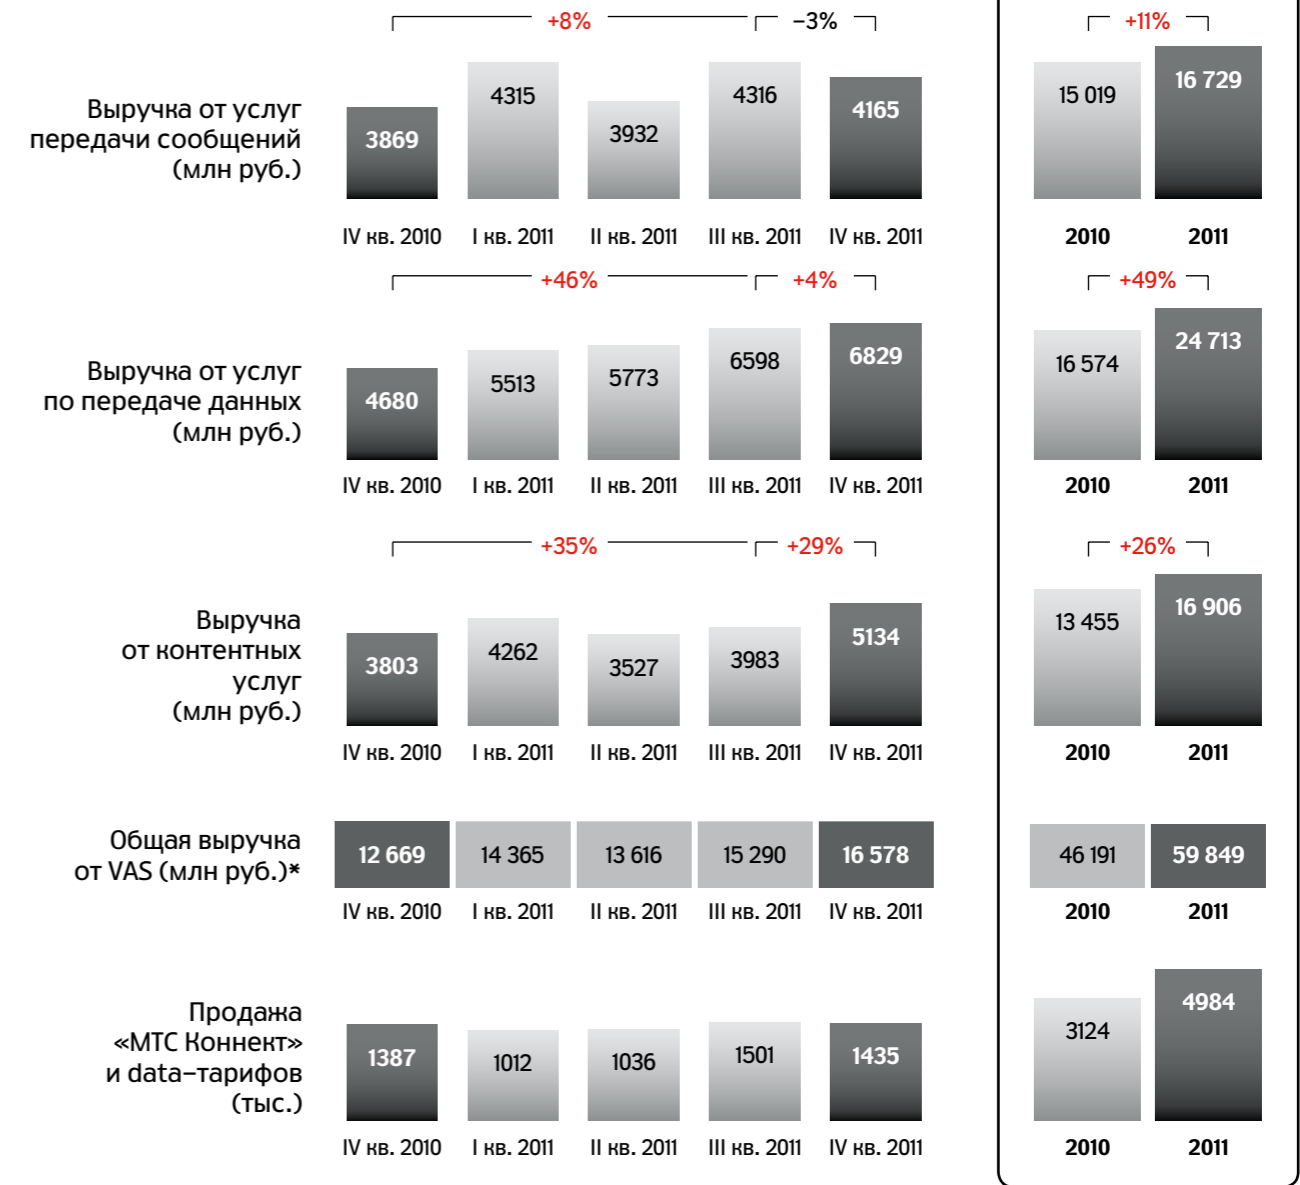 +8%
−3%
+11%
Выручка от услуг
передачи сообщений
(млн руб.)
3869
4315
3932
4316
4165
15 019
16 729
IV кв. 2010
I кв. 2011
II кв. 2011
III кв. 2011
IV кв. 2011
2010
2011
+46%
+4%
+49%
Выручка от услуг
по передаче данных
(млн руб.)
4680
5513
5773
6598
6829
16 574
24 713
IV кв. 2010
I кв. 2011
II кв. 2011
III кв. 2011
IV кв. 2011
2010
2011
+35%
+29%
+26%
Выручка
от контентных
услуг
(млн руб.)
3803
4262
3527
3983
5134
13 455
16 906
IV кв. 2010
I кв. 2011
II кв. 2011
III кв. 2011
IV кв. 2011
2010
2011
Общая выручка
от VAS (млн руб.)*
12 669
14 365
13 616
15 290
16 578
46 191
59 849
IV кв. 2010
I кв. 2011
II кв. 2011
III кв. 2011
IV кв. 2011
2010
2011
Продажа
«МТС Коннект»
и data–тарифов
(тыс.)
1387
1012
1036
1501
1435
3124
4984
IV кв. 2010
I кв. 2011
II кв. 2011
III кв. 2011
IV кв. 2011
2010
2011